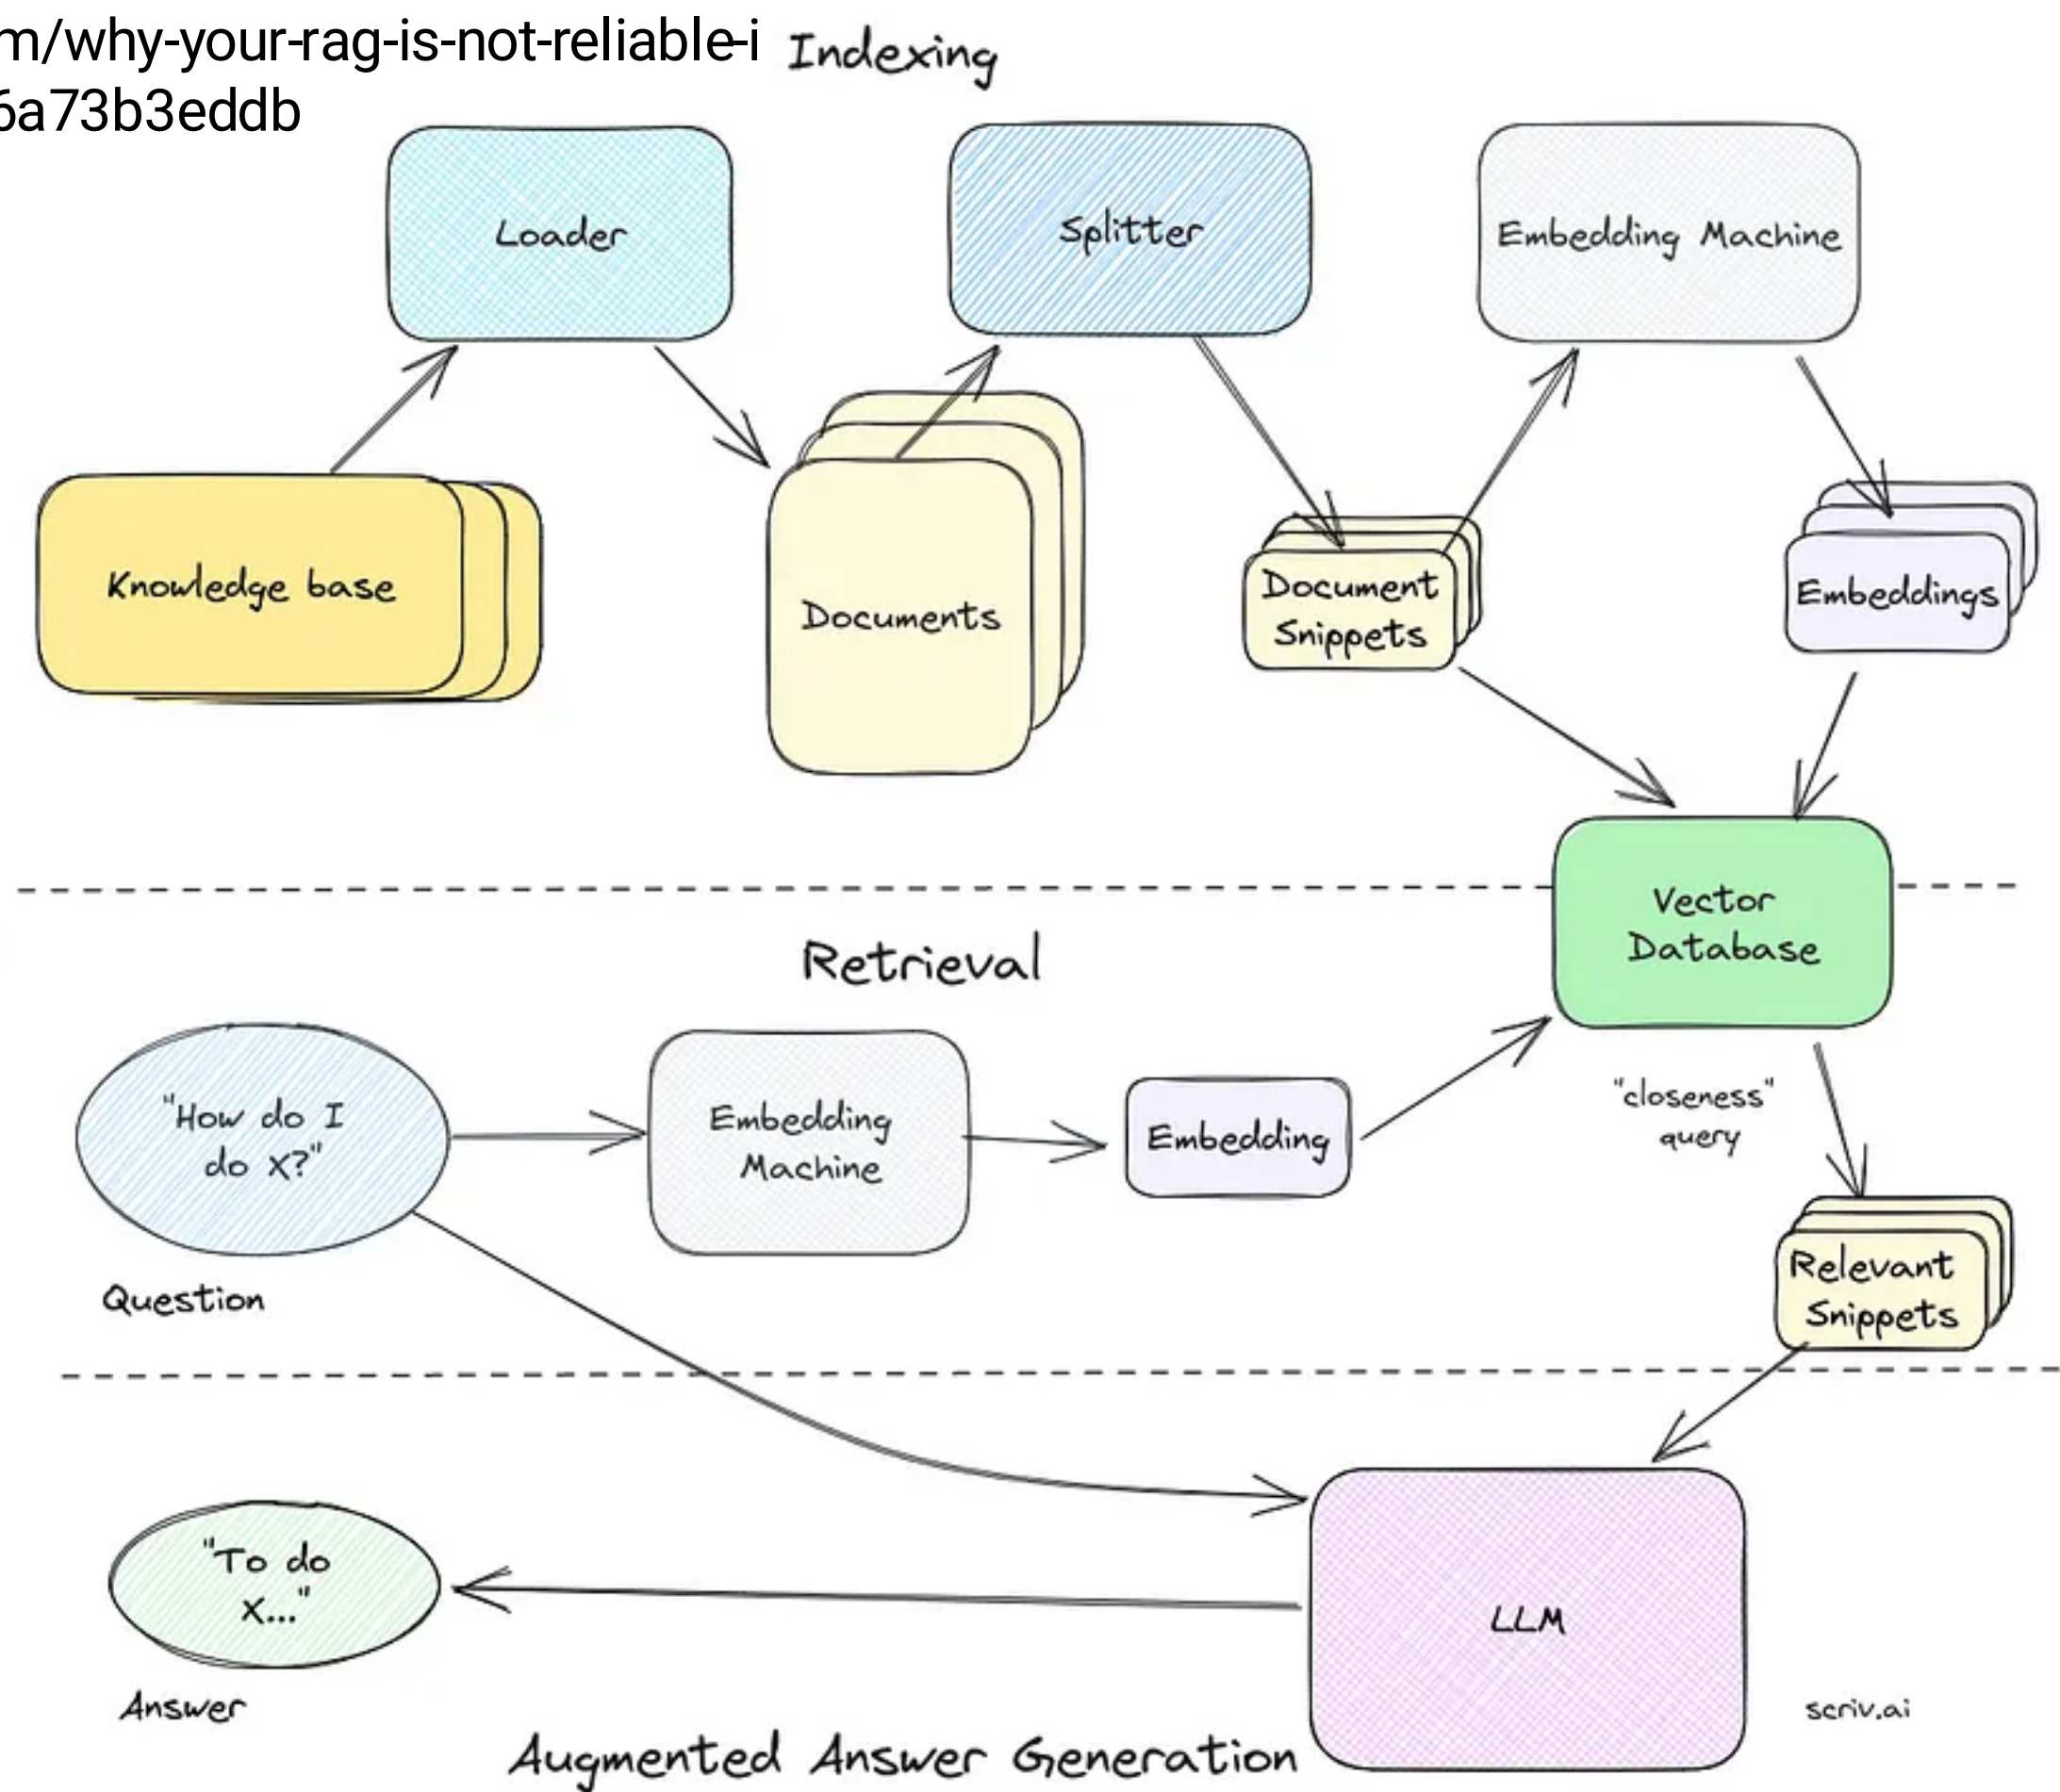 m/why-your-rag-is-not-reliable-i
6a73b3eddb
Indexing
Loader
Splitter
Embedding Machine
Knowledge base
Documents
Document
Snippets
Embeddings
Vector
Database
Retrieval
"How do I
do X?"
Embedding
Machine
Embedding
"closeness"
query
Question
Relevant
Snippets
"To do
X..."
LLM
Answer
scriv.ai
Augmented Answer Generation